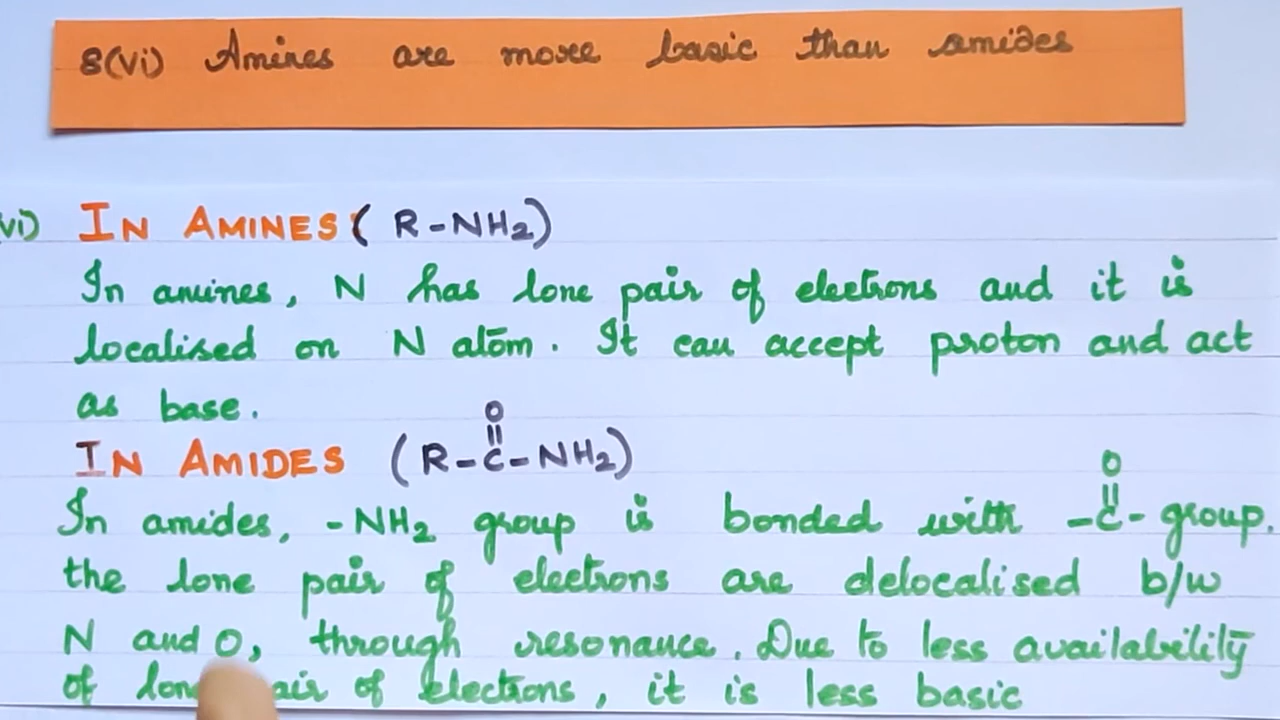 8(vi) Amines are more basic than amides
vi) IN AMINES ( R-NH2)
In amines, N has lone pair of electrons and it is
localised on N atom. It can accept proton and act
as base.
O
IN AMIDES (R-C-NH2)
O
In amides, -NH2 group is bonded with -C- group.
the lone pair of electrons are delocalised b/w
N and O, through resonance. Due to less availability
of of electrons, it is less basic